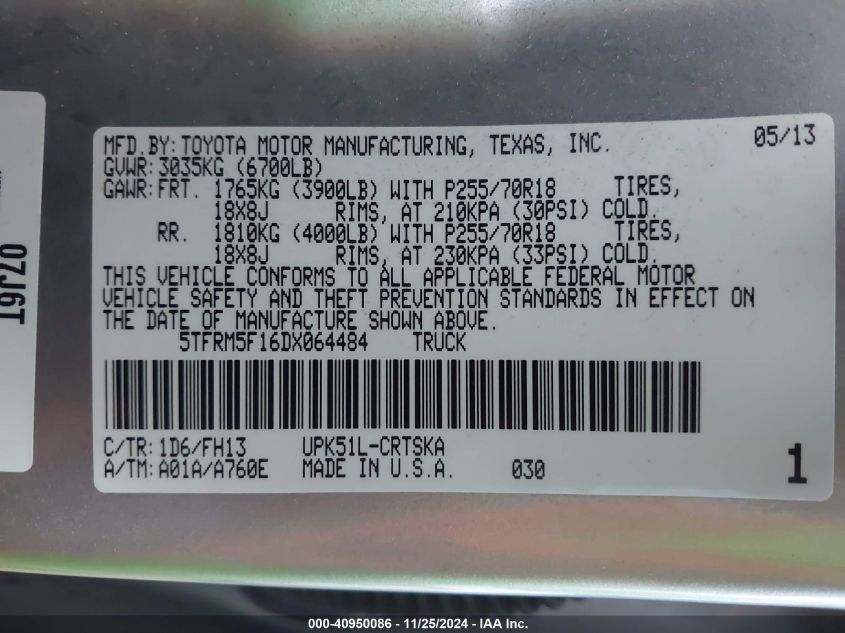 MFD.BY:TOYOTA MOTOR MANUFACTURING, TEXAS, INC. 05/13
GVWR:3035KG (6700LB)
GAWR:FRT. 1765KG (3900LB) WITH P255/70R18 TIRES,
18X8J RIMS, AT 210KPA (30PSI) COLD.
RR. 1810KG (4000LB) WITH P255/70R18 TIRES,
18X8J RIMS, AT 230KPA (33PSI) COLD.
THIS VEHICLE CONFORMS TO ALL APPLICABLE FEDERAL MOTOR
VEHICLE SAFETY AND THEFT PREVENTION STANDARDS IN EFFECT ON
THE DATE OF MANUFACTURE SHOWN ABOVE.
5TFRM5F16DX064484 TRUCK
C/TR:1D6/FH13 UPK51L-CRTSKA
A/TM:A01A/A760E MADE IN U.S.A. 030 1
07J6T
000-40950086 - 11/25/2024 - IAA Inc.